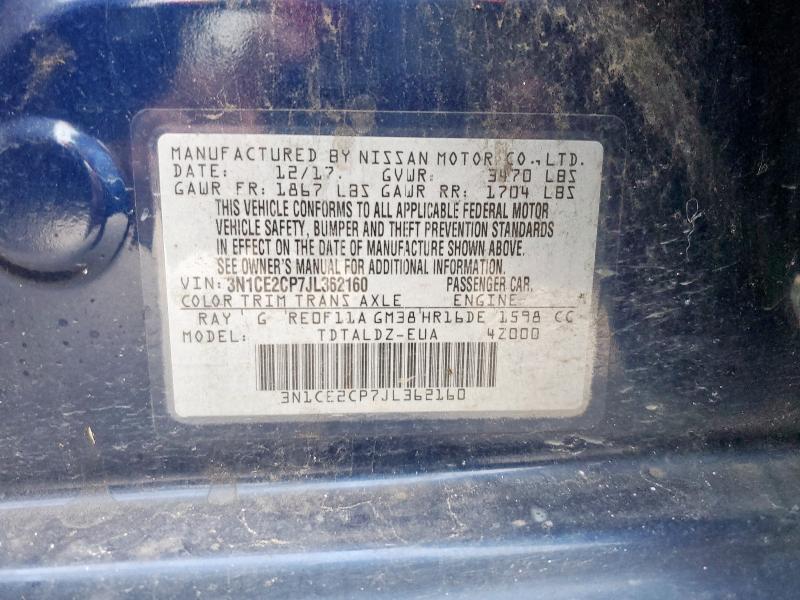 MANUFACTURED BY NISSAN MOTOR CO., LTD.
DATE: 12/17 GVWR: 3470 LBS
GAWR FR: 1867 LBS GAWR RR: 1704 LBS
THIS VEHICLE CONFORMS TO ALL APPLICABLE FEDERAL MOTOR
VEHICLE SAFETY, BUMPER AND THEFT PREVENTION STANDARDS
IN EFFECT ON THE DATE OF MANUFACTURE SHOWN ABOVE.
SEE OWNER'S MANUAL FOR ADDITIONAL INFORMATION.
VIN: 3N1CE2CP7JL362160 PASSENGER CAR.
COLOR TRIM TRANS AXLE ENGINE
RAY G RE0F11A GM38 HR16DE 1598 CC
MODEL: TDTALDZ-EUA 4Z000
3N1CE2CP7JL362160